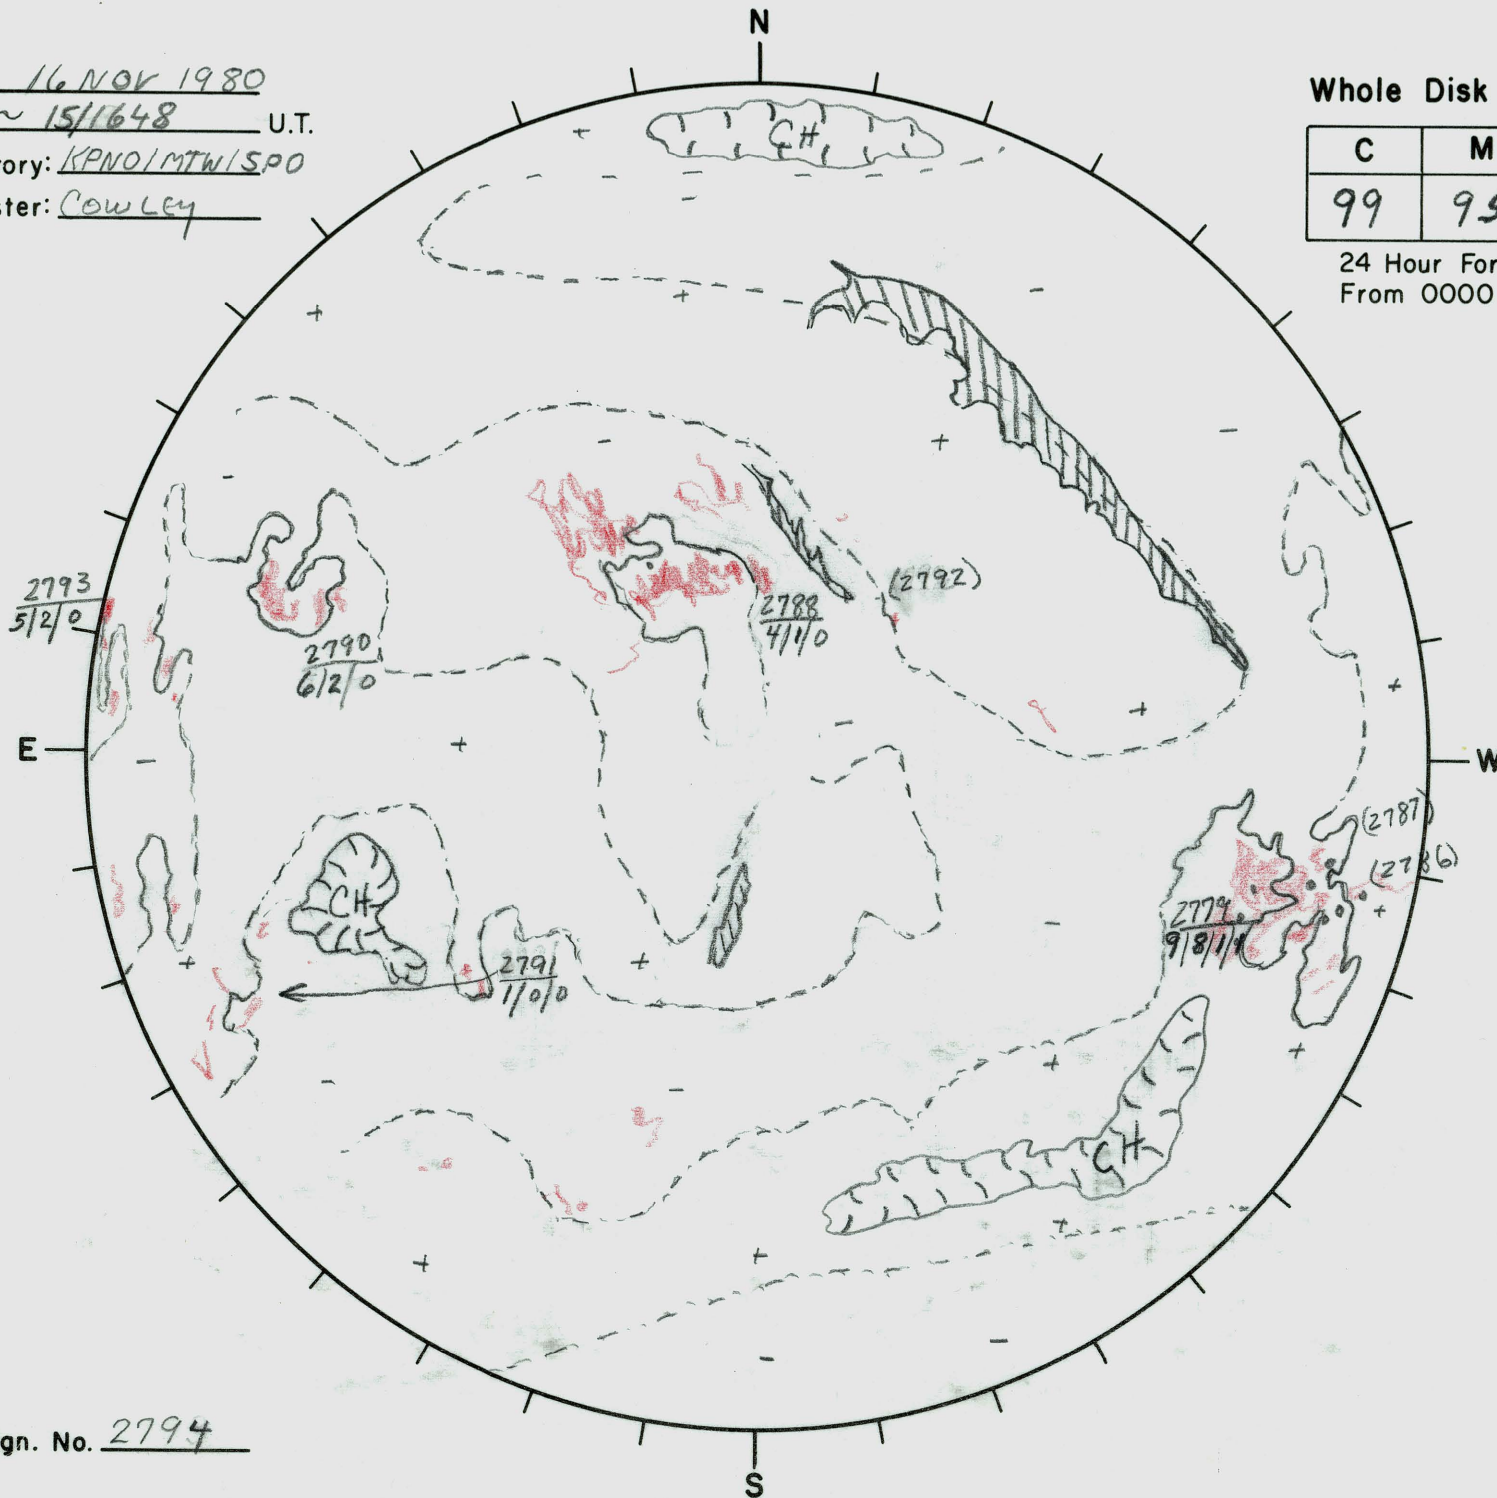 N
16 NOV 1980
~ 15/1648 U.T.
ory: KPNO/MTW/SPO
ster: COWLEY
Whole Disk
C M
99 95
24 Hour For
From 0000
CH
2793
5/2/0
2790
6/2/0
2788
4/1/0
(2792)
E
W
(2787)
(2786)
CH
2779
9/8/1/1
2791
1/0/0
CH
gn. No. 2794
S